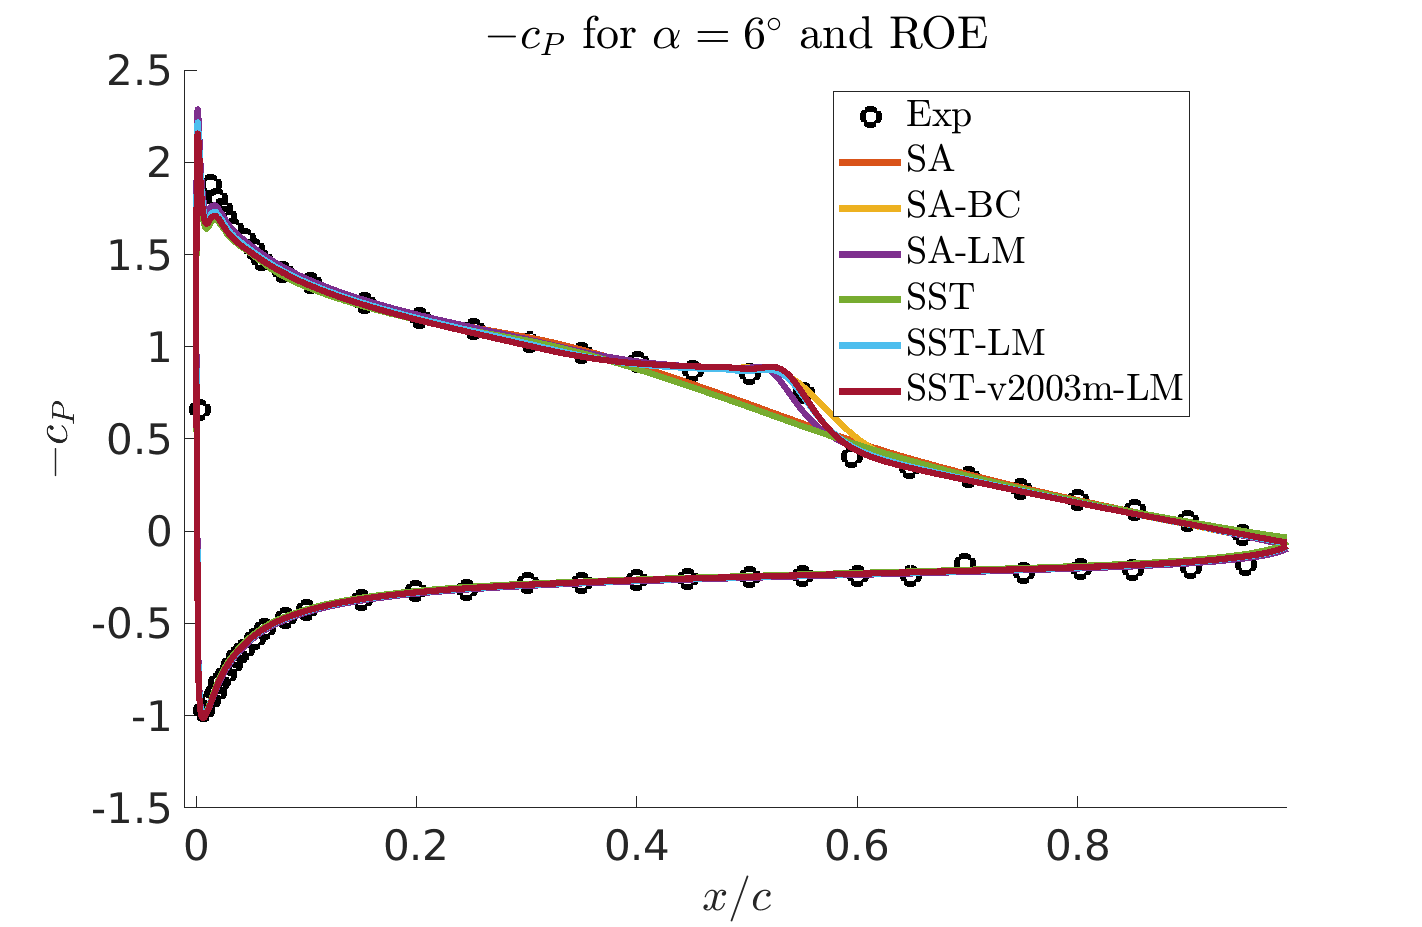 −c_P for α = 6° and ROE
2.5
2
1.5
1
0.5
0
-0.5
-1
-1.5
−c_P
Exp
SA
SA-BC
SA-LM
SST
SST-LM
SST-v2003m-LM
0 0.2 0.4 0.6 0.8
x/c